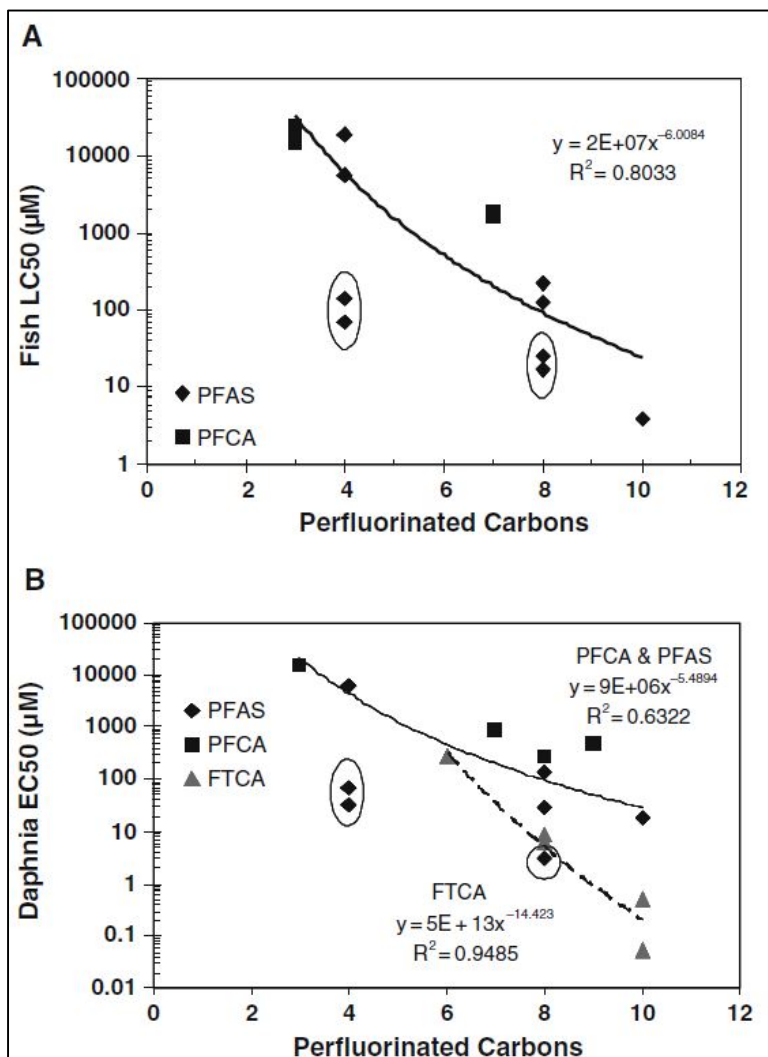 A
100000
10000
1000
100
10
1
Fish LC50 (µM)
y = 2E+07x^−6.0084
R² = 0.8033
PFAS
PFCA
0 2 4 6 8 10 12
Perfluorinated Carbons
B
100000
10000
1000
100
10
1
0.1
0.01
Daphnia EC50 (µM)
PFCA & PFAS
y = 9E+06x^−5.4894
R² = 0.6322
PFAS
PFCA
FTCA
FTCA
y = 5E + 13x^−14.423
R² = 0.9485
0 2 4 6 8 10 12
Perfluorinated Carbons